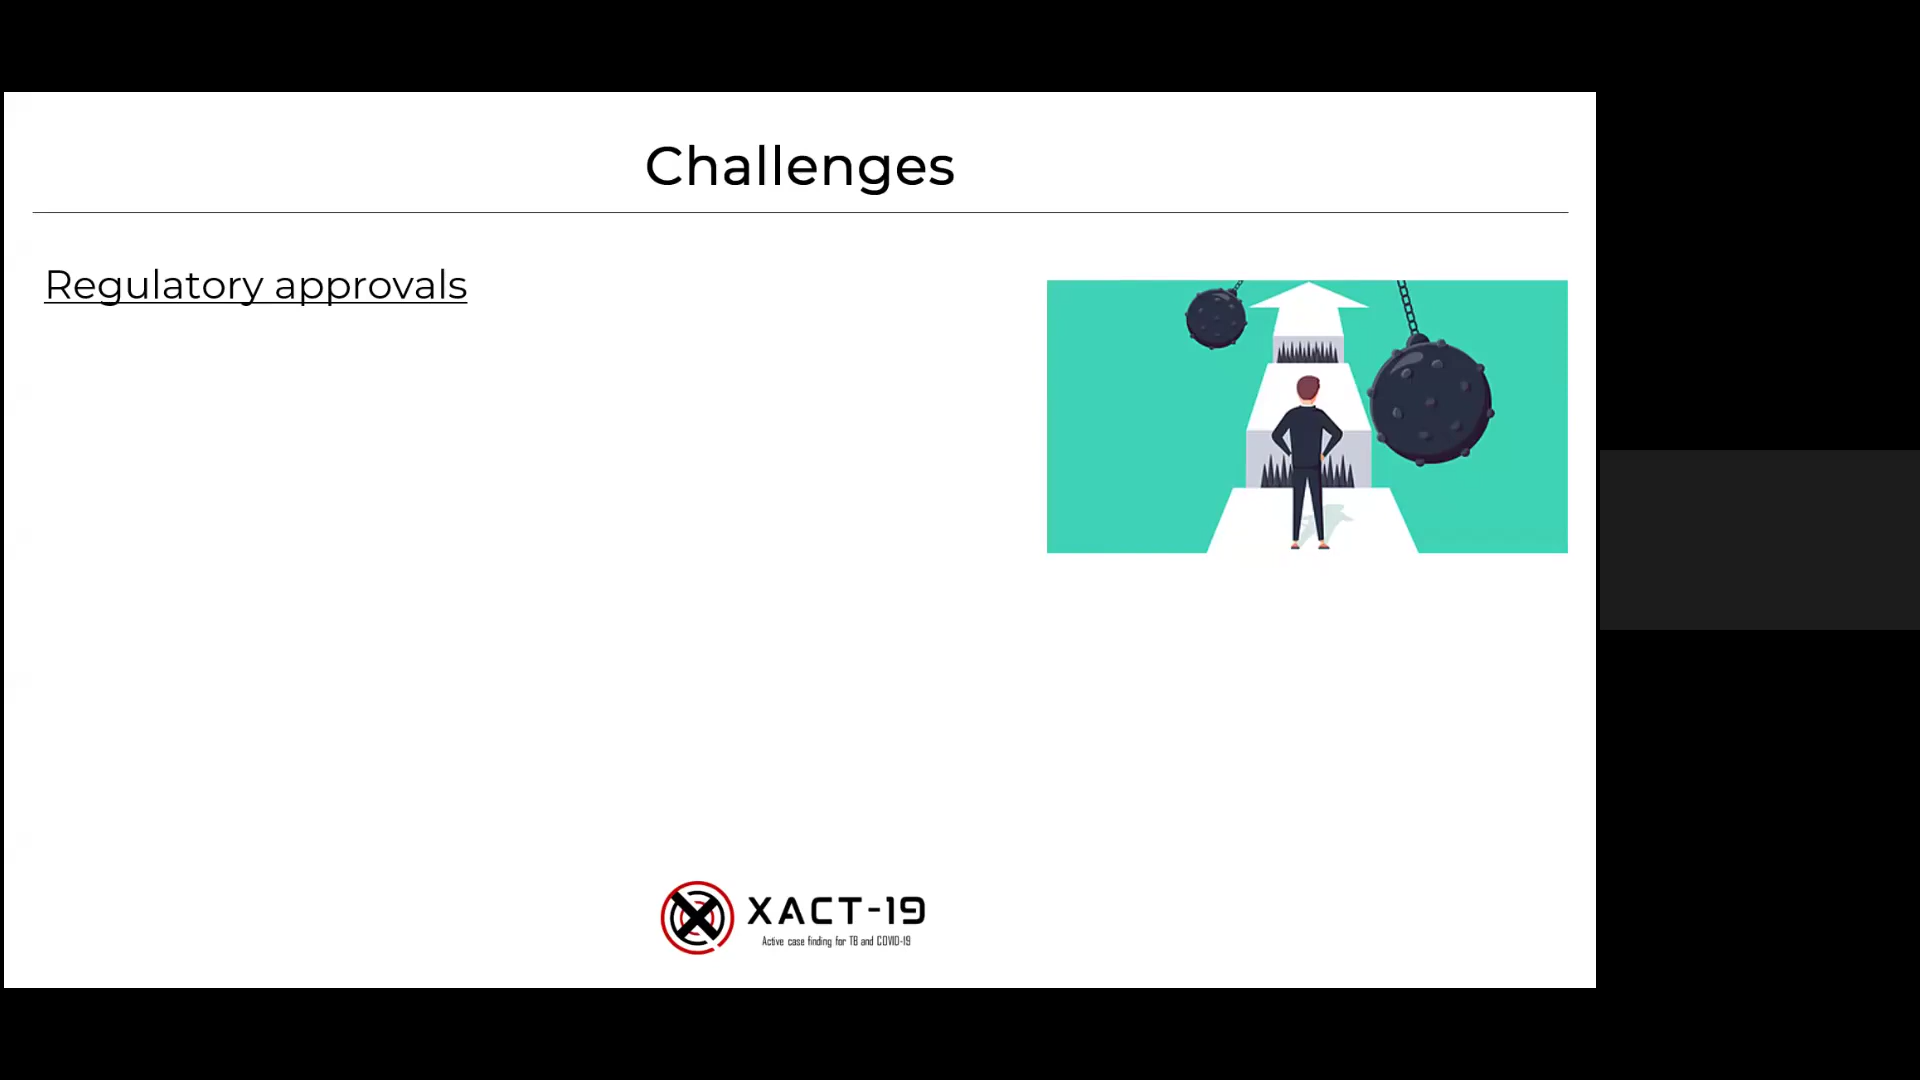 Challenges
Regulatory approvals
XACT-19
Active case finding for TB and COVID-19